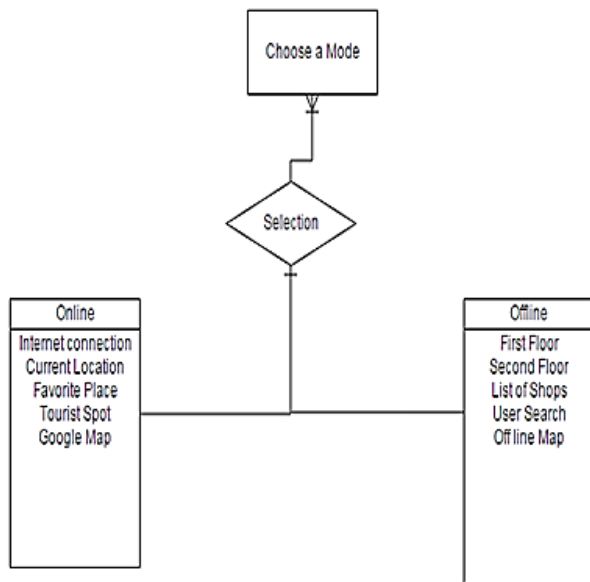 Choose a Mode
Selection
Online
Internet connection
Current Location
Favorite Place
Tourist Spot
Google Map
Offline
First Floor
Second Floor
List of Shops
User Search
Off line Map